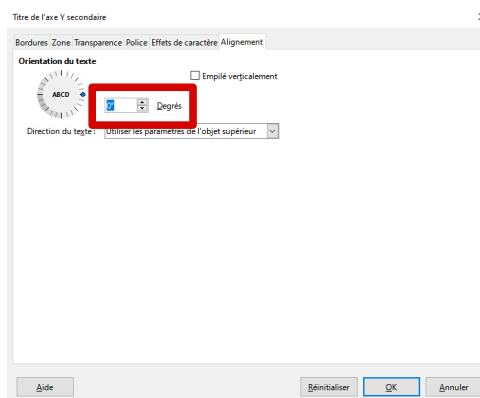 Titre de l'axe Y secondaire
Bordures Zone Transparence Police Effets de caractère Alignement
Orientation du texte
Empilé verticalement
ABCD
0° Degrés
Direction du texte : Utiliser les paramètres de l'objet supérieur
Aide Réinitialiser OK Annuler